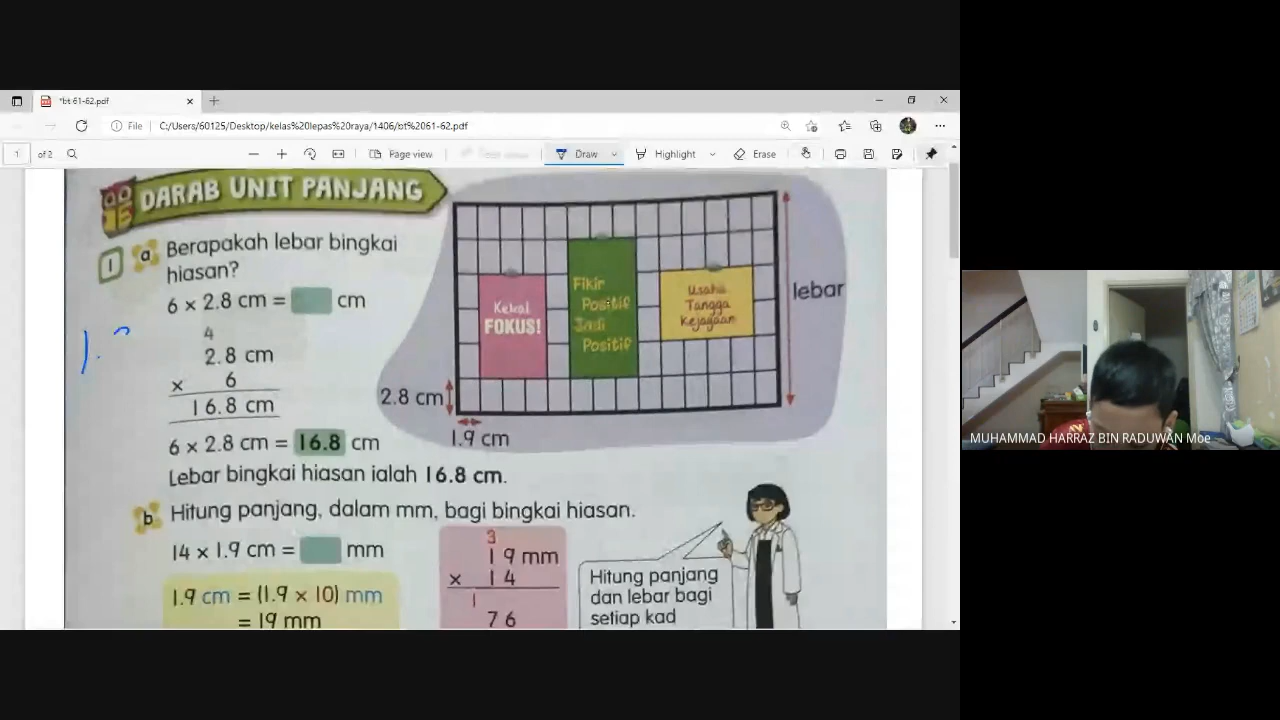 *bt 61-62.pdf
File C:/Users/60125/Desktop/kelas%20lepas%20raya/1406/bt%2061-62.pdf
1 of 2 Page view Draw Highlight Erase
DARAB UNIT PANJANG
1 a Berapakah lebar bingkai
hiasan?
6 × 2.8 cm = cm
4
2.8 cm
× 6
16.8 cm
6 × 2.8 cm = 16.8 cm
Lebar bingkai hiasan ialah 16.8 cm.
Kekal
FOKUS!
Fikir
Positif
Jadi
Positif
Usaha
Tangga
Kejayaan
lebar
2.8 cm
1.9 cm
b Hitung panjang, dalam mm, bagi bingkai hiasan.
14 × 1.9 cm = mm
1.9 cm = (1.9 × 10) mm
= 19 mm
3
19 mm
× 14
1
76
Hitung panjang
dan lebar bagi
setiap kad
MUHAMMAD HARRAZ BIN RADUWAN Moe